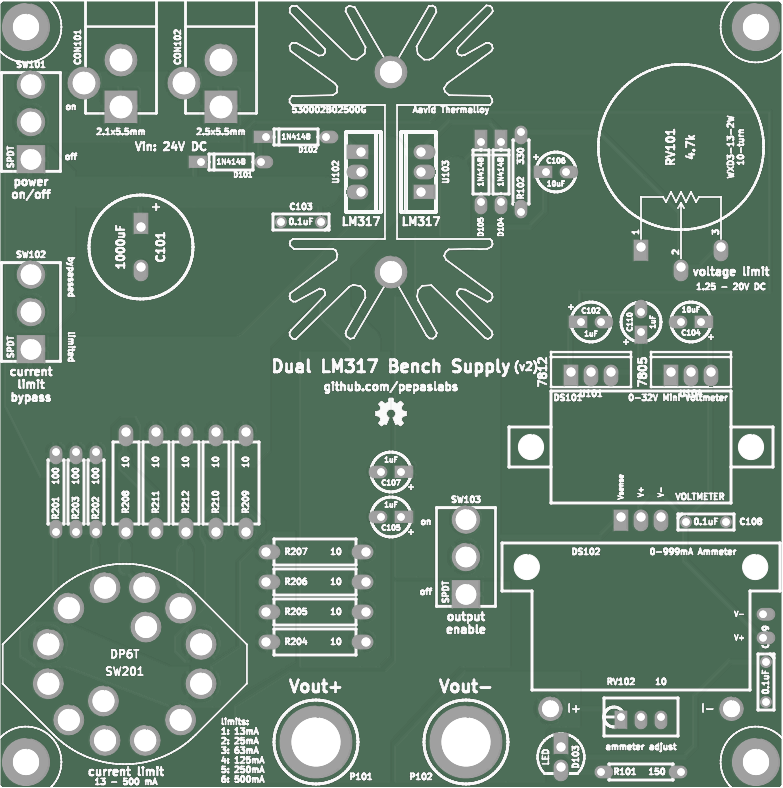 SW101
on
SPDT
off
power
on/off
CON101
2.1x5.5mm
CON102
2.5x5.5mm
Vin: 24V DC
1N4148
D102
1N4148
D101
530002B02500G
Aavid Thermalloy
U102
LM317
U103
LM317
C103
0.1uF
1N4148
D105
1N4148
D104
330
R102
+
C106
10uF
RV101
4.7k
WXD3-13-2W
10-turn
1
2
3
voltage limit
1.25 - 20V DC
+
1000uF
C101
SW102
bypassed
SPDT
limited
current
limit
bypass
+
C102
1uF
C110
1uF
+
10uF
C104
+
Dual LM317 Bench Supply (v2)
github.com/pepaslabs
7812
U101
7805
DS101
0-32V Mini Voltmeter
Vsense
V+
V-
VOLTMETER
0.1uF
C108
100
R201
100
R203
100
R202
10
R208
10
R211
10
R212
10
R210
10
R209
1uF
C107
+
1uF
C105
+
SW103
on
SPDT
off
output
enable
R207 10
R206 10
R205 10
R204 10
DS102
0-999mA Ammeter
V-
V+
0.1uF
RV102 10
I+
I-
ammeter adjust
DP6T
SW201
current limit
13 - 500 mA
limits:
1: 13mA
2: 25mA
3: 63mA
4: 125mA
5: 250mA
6: 500mA
Vout+
P101
Vout-
P102
LED
D103
R101 150